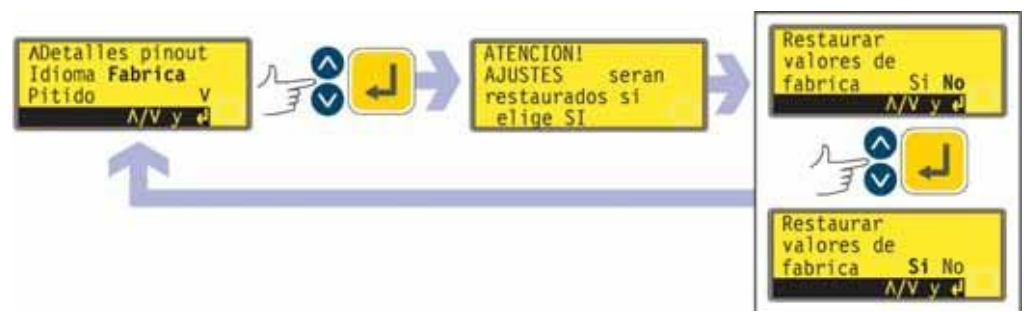 ΛDetalles pinout
Idioma Fabrica
Pitido V
Λ/V y ↲
ATENCION!
AJUSTES seran
restaurados si
elige SI
Restaurar
valores de
fabrica Si No
Λ/V y ↲
Restaurar
valores de
fabrica Si No
Λ/V y ↲